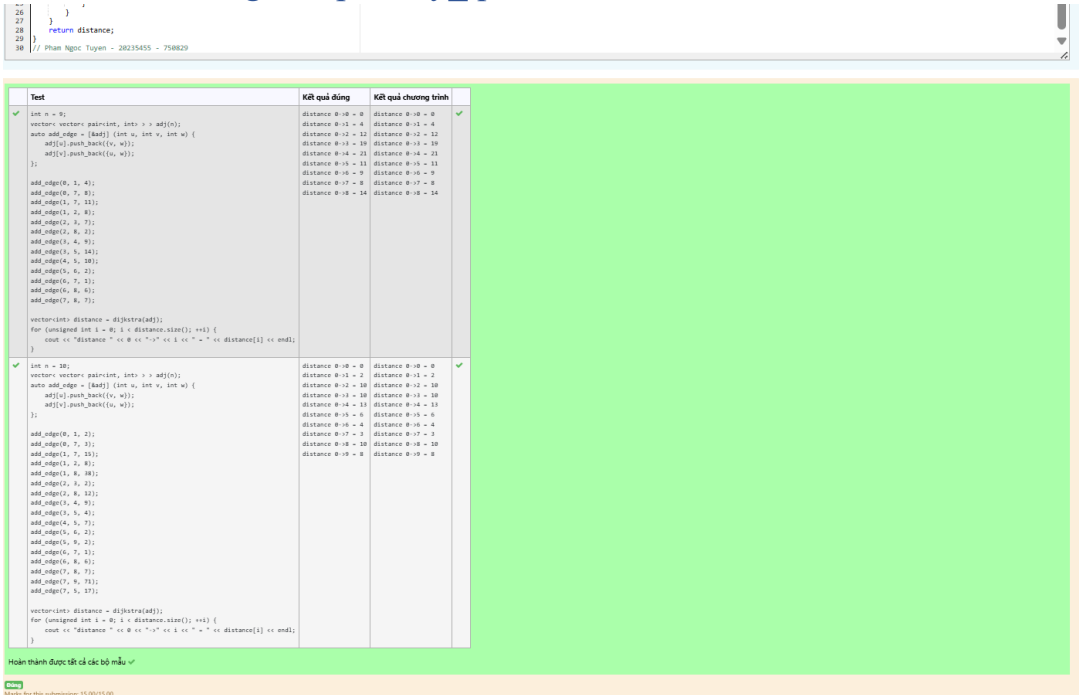 26 }
27 }
28 return distance;
29 }
30 // Pham Ngoc Tuyen - 20235455 - 750829
Test Kết quả đúng Kết quả chương trình
int n = 9;
vector< vector< pair<int, int> > > adj(n);
auto add_edge = [&adj] (int u, int v, int w) {
adj[u].push_back({v, w});
adj[v].push_back({u, w});
};
add_edge(0, 1, 4);
add_edge(0, 7, 8);
add_edge(1, 7, 11);
add_edge(1, 2, 8);
add_edge(2, 3, 7);
add_edge(2, 8, 2);
add_edge(3, 4, 9);
add_edge(3, 5, 14);
add_edge(4, 5, 10);
add_edge(5, 6, 2);
add_edge(6, 7, 1);
add_edge(6, 8, 6);
add_edge(7, 8, 7);
vector<int> distance = dijkstra(adj);
for (unsigned int i = 0; i < distance.size(); ++i) {
cout << "distance " << 0 << "->" << i << " = " << distance[i] << endl;
}
distance 0->0 = 0
distance 0->1 = 4
distance 0->2 = 12
distance 0->3 = 19
distance 0->4 = 21
distance 0->5 = 11
distance 0->6 = 9
distance 0->7 = 8
distance 0->8 = 14
distance 0->0 = 0
distance 0->1 = 4
distance 0->2 = 12
distance 0->3 = 19
distance 0->4 = 21
distance 0->5 = 11
distance 0->6 = 9
distance 0->7 = 8
distance 0->8 = 14
int n = 10;
vector< vector< pair<int, int> > > adj(n);
auto add_edge = [&adj] (int u, int v, int w) {
adj[u].push_back({v, w});
adj[v].push_back({u, w});
};
add_edge(0, 1, 2);
add_edge(0, 7, 3);
add_edge(1, 7, 15);
add_edge(1, 2, 8);
add_edge(1, 8, 38);
add_edge(2, 3, 2);
add_edge(2, 8, 12);
add_edge(3, 4, 9);
add_edge(3, 5, 4);
add_edge(4, 5, 7);
add_edge(5, 6, 2);
add_edge(5, 9, 2);
add_edge(6, 7, 1);
add_edge(6, 8, 6);
add_edge(7, 8, 7);
add_edge(7, 9, 71);
add_edge(7, 5, 17);
vector<int> distance = dijkstra(adj);
for (unsigned int i = 0; i < distance.size(); ++i) {
cout << "distance " << 0 << "->" << i << " = " << distance[i] << endl;
}
distance 0->0 = 0
distance 0->1 = 2
distance 0->2 = 10
distance 0->3 = 10
distance 0->4 = 13
distance 0->5 = 6
distance 0->6 = 4
distance 0->7 = 3
distance 0->8 = 10
distance 0->9 = 8
distance 0->0 = 0
distance 0->1 = 2
distance 0->2 = 10
distance 0->3 = 10
distance 0->4 = 13
distance 0->5 = 6
distance 0->6 = 4
distance 0->7 = 3
distance 0->8 = 10
distance 0->9 = 8
Hoàn thành được tất cả các bộ mẫu
Đúng
Marks for this submission: 15.00/15.00.